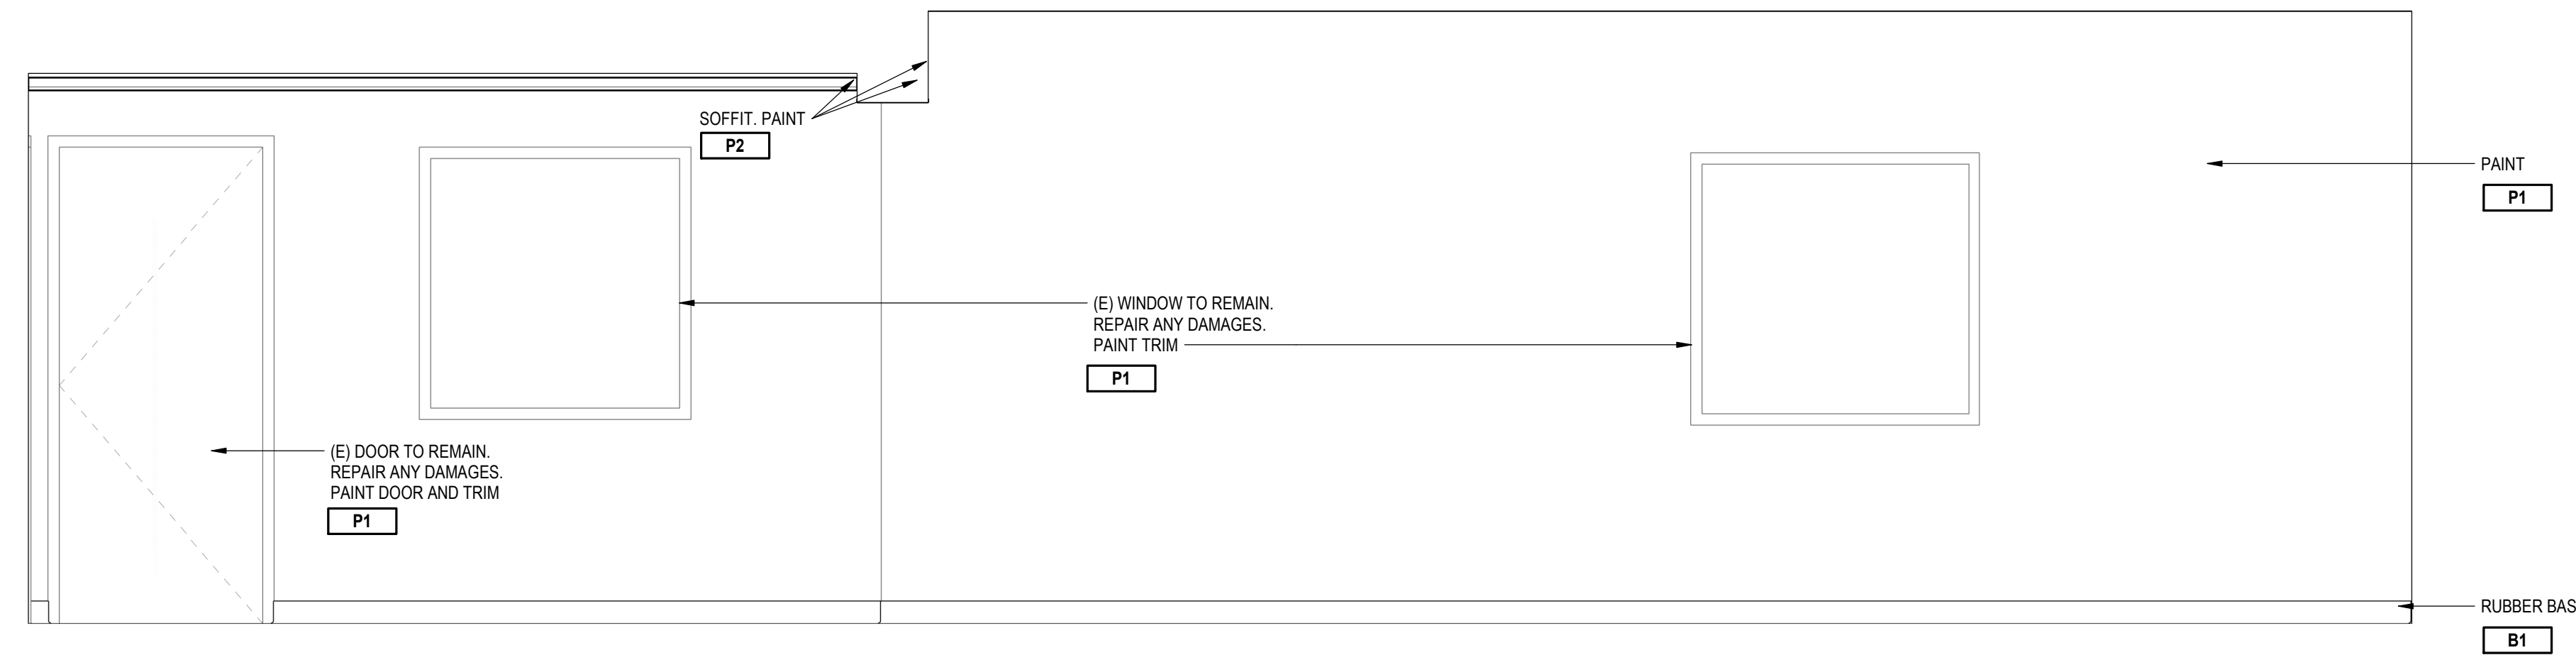 SOFFIT. PAINT
P2
PAINT
P1
(E) WINDOW TO REMAIN.
REPAIR ANY DAMAGES.
PAINT TRIM
P1
(E) DOOR TO REMAIN.
REPAIR ANY DAMAGES.
PAINT DOOR AND TRIM
P1
RUBBER BAS
B1